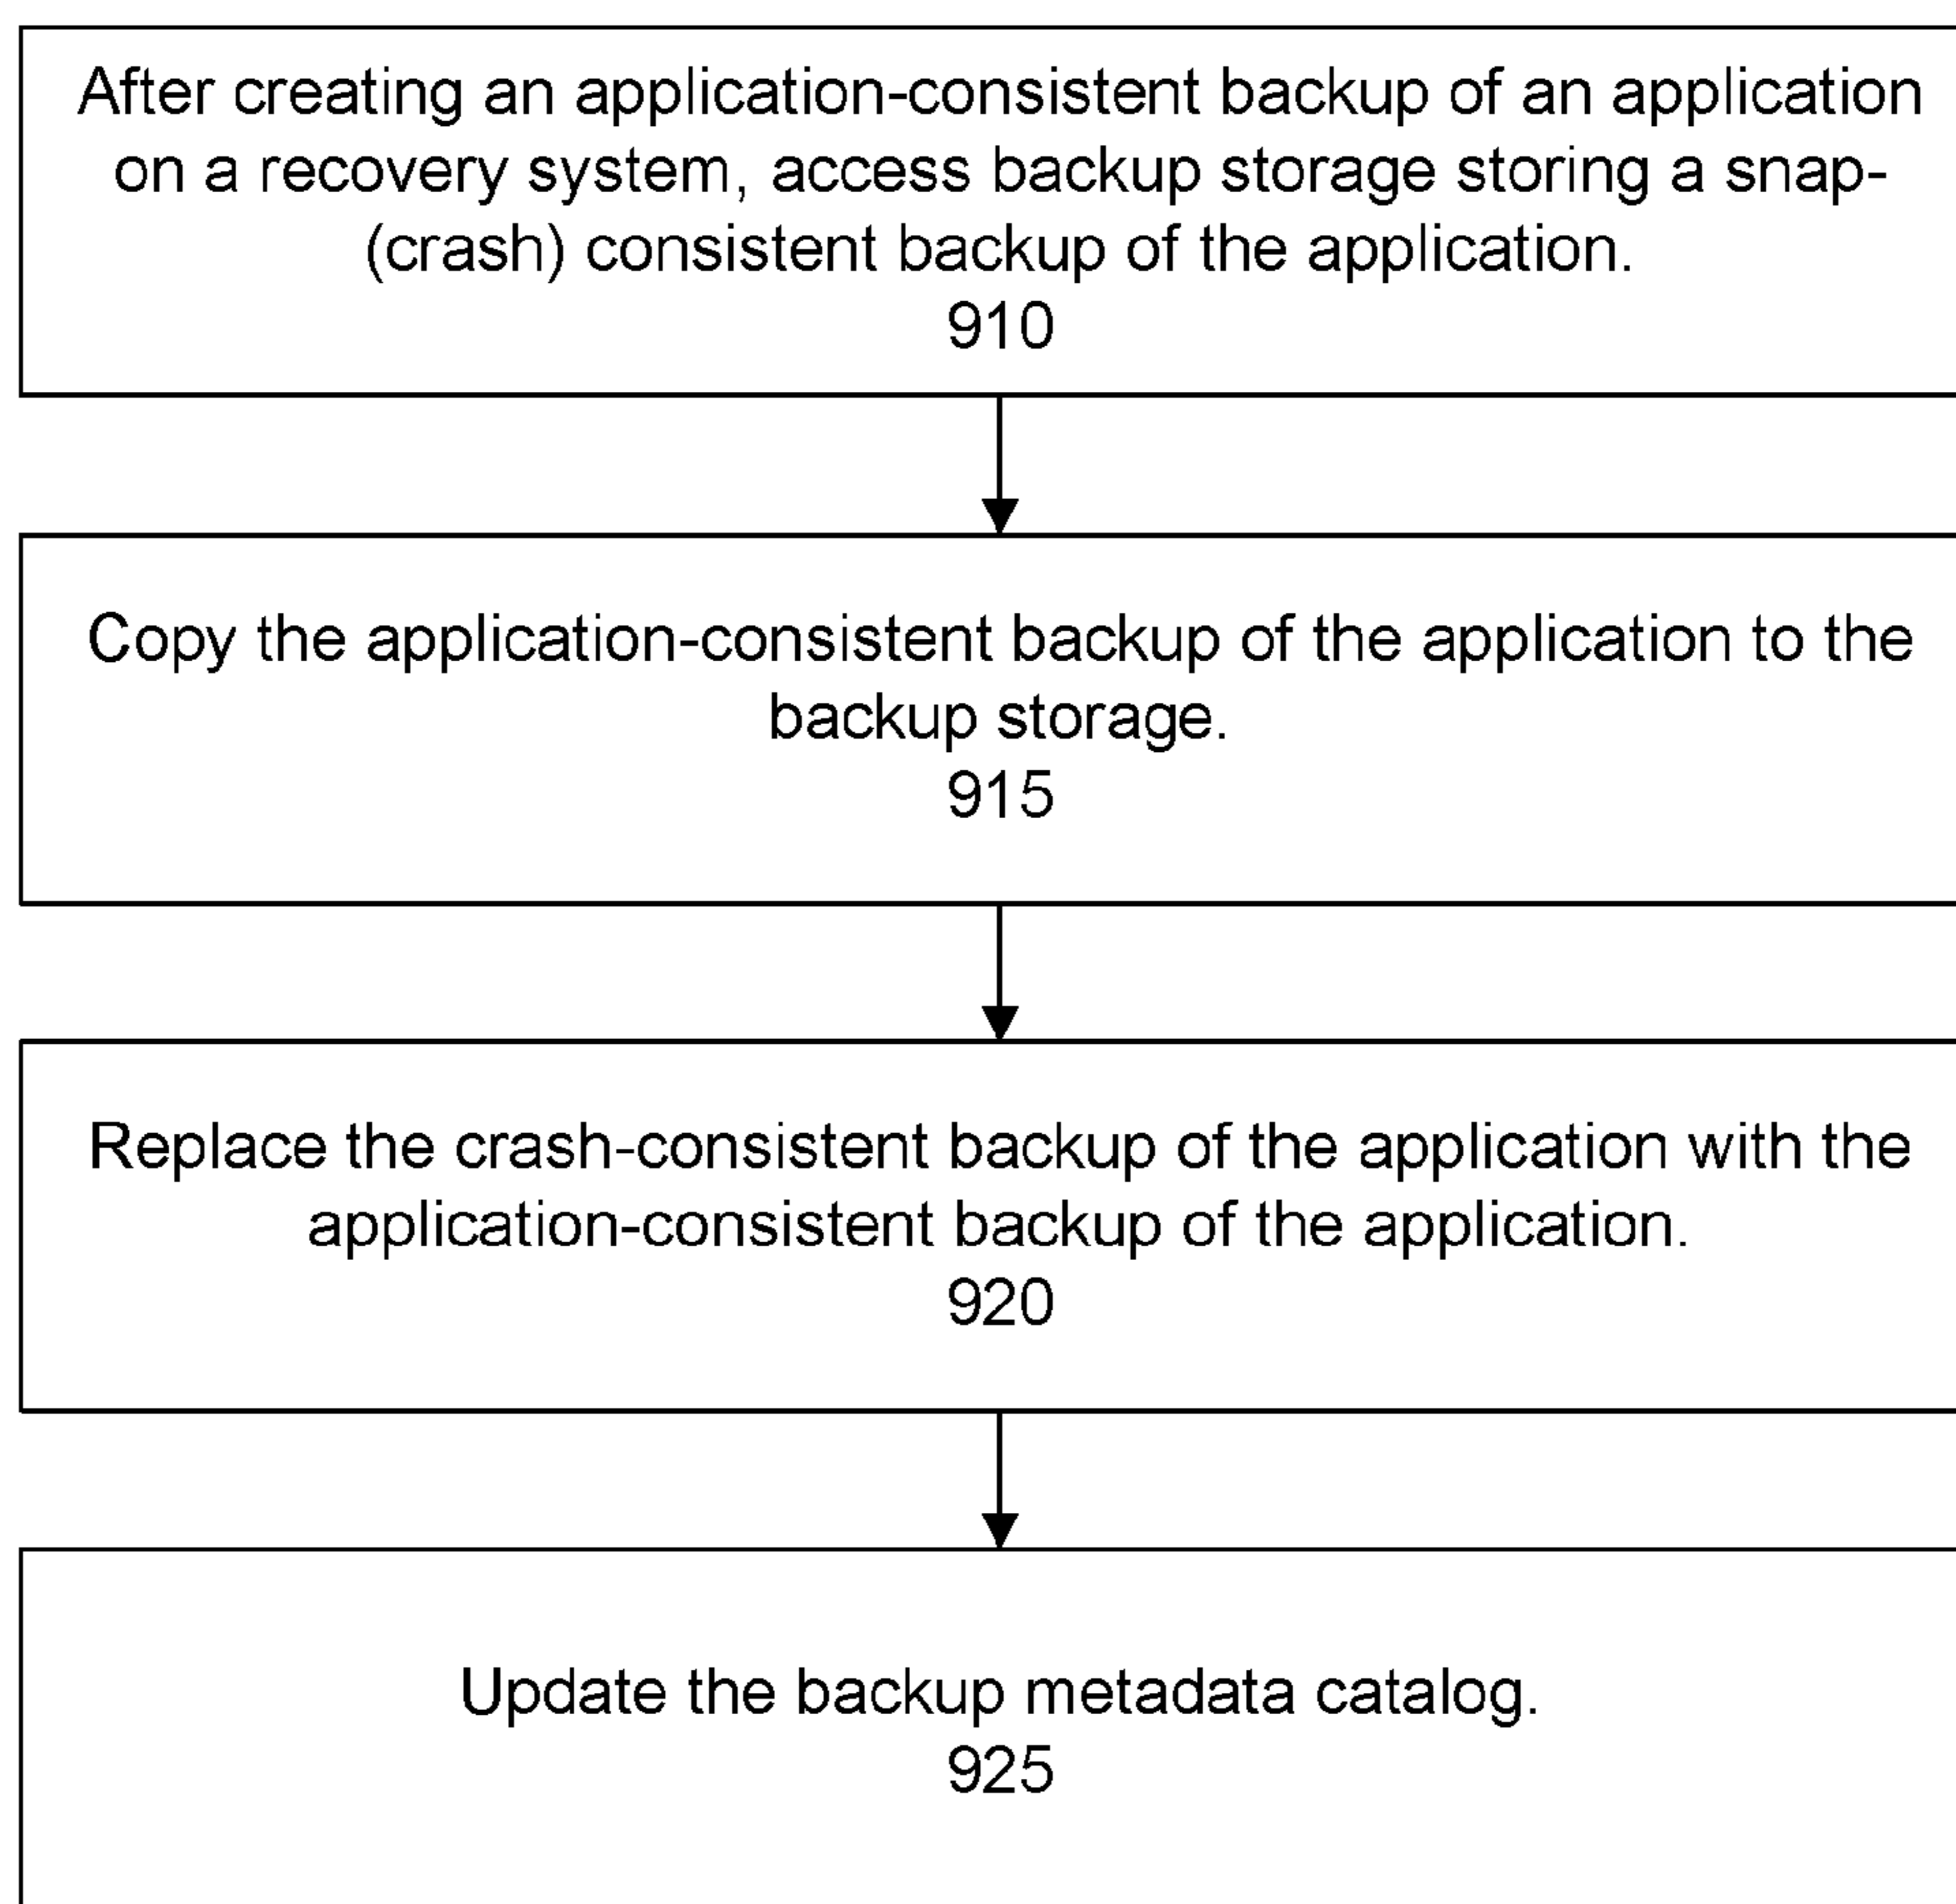 After creating an application-consistent backup of an application
on a recovery system, access backup storage storing a snap-
(crash) consistent backup of the application.
910
Copy the application-consistent backup of the application to the
backup storage.
915
Replace the crash-consistent backup of the application with the
application-consistent backup of the application.
920
Update the backup metadata catalog.
925